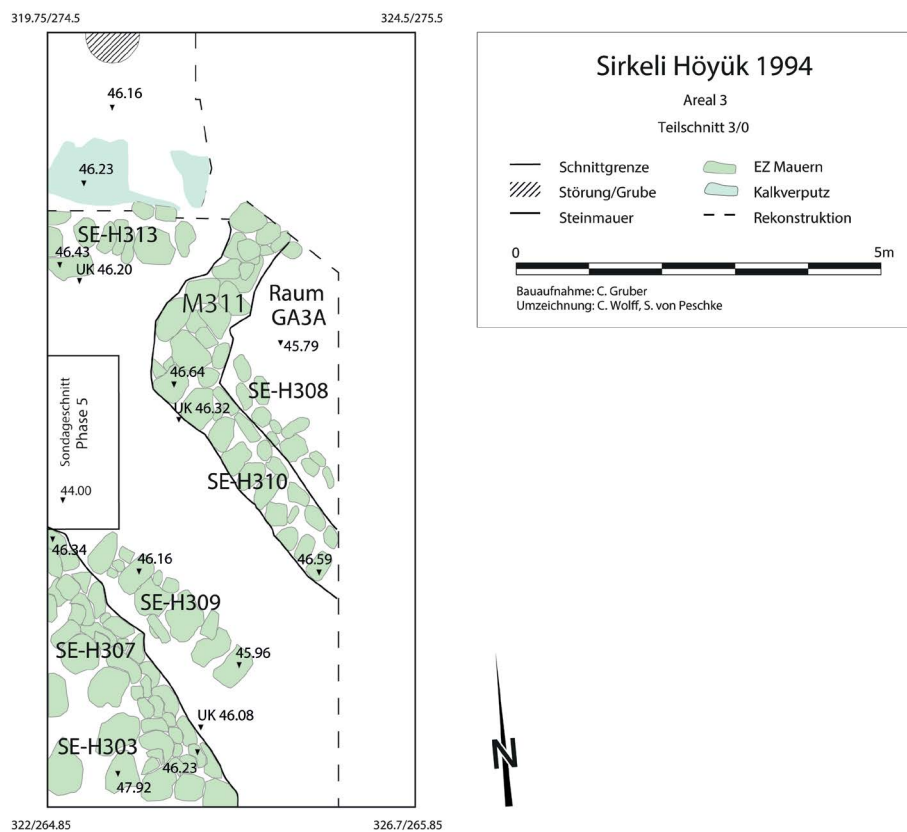 319.75/274.5
324.5/275.5
46.16
46.23
SE-H313
46.43
UK 46.20
M311
Raum
GA3A
45.79
46.64
SE-H308
UK 46.32
Sondageschnitt
Phase 5
44.00
SE-H310
46.34
46.16
46.59
SE-H309
SE-H307
45.96
UK 46.08
SE-H303
46.23
47.92
322/264.85
326.7/265.85
Sirkeli Höyük 1994
Areal 3
Teilschnitt 3/0
Schnittgrenze
EZ Mauern
Störung/Grube
Kalkverputz
Steinmauer
Rekonstruktion
0
5m
Bauaufnahme: C. Gruber
Umzeichnung: C. Wolff, S. von Peschke
N